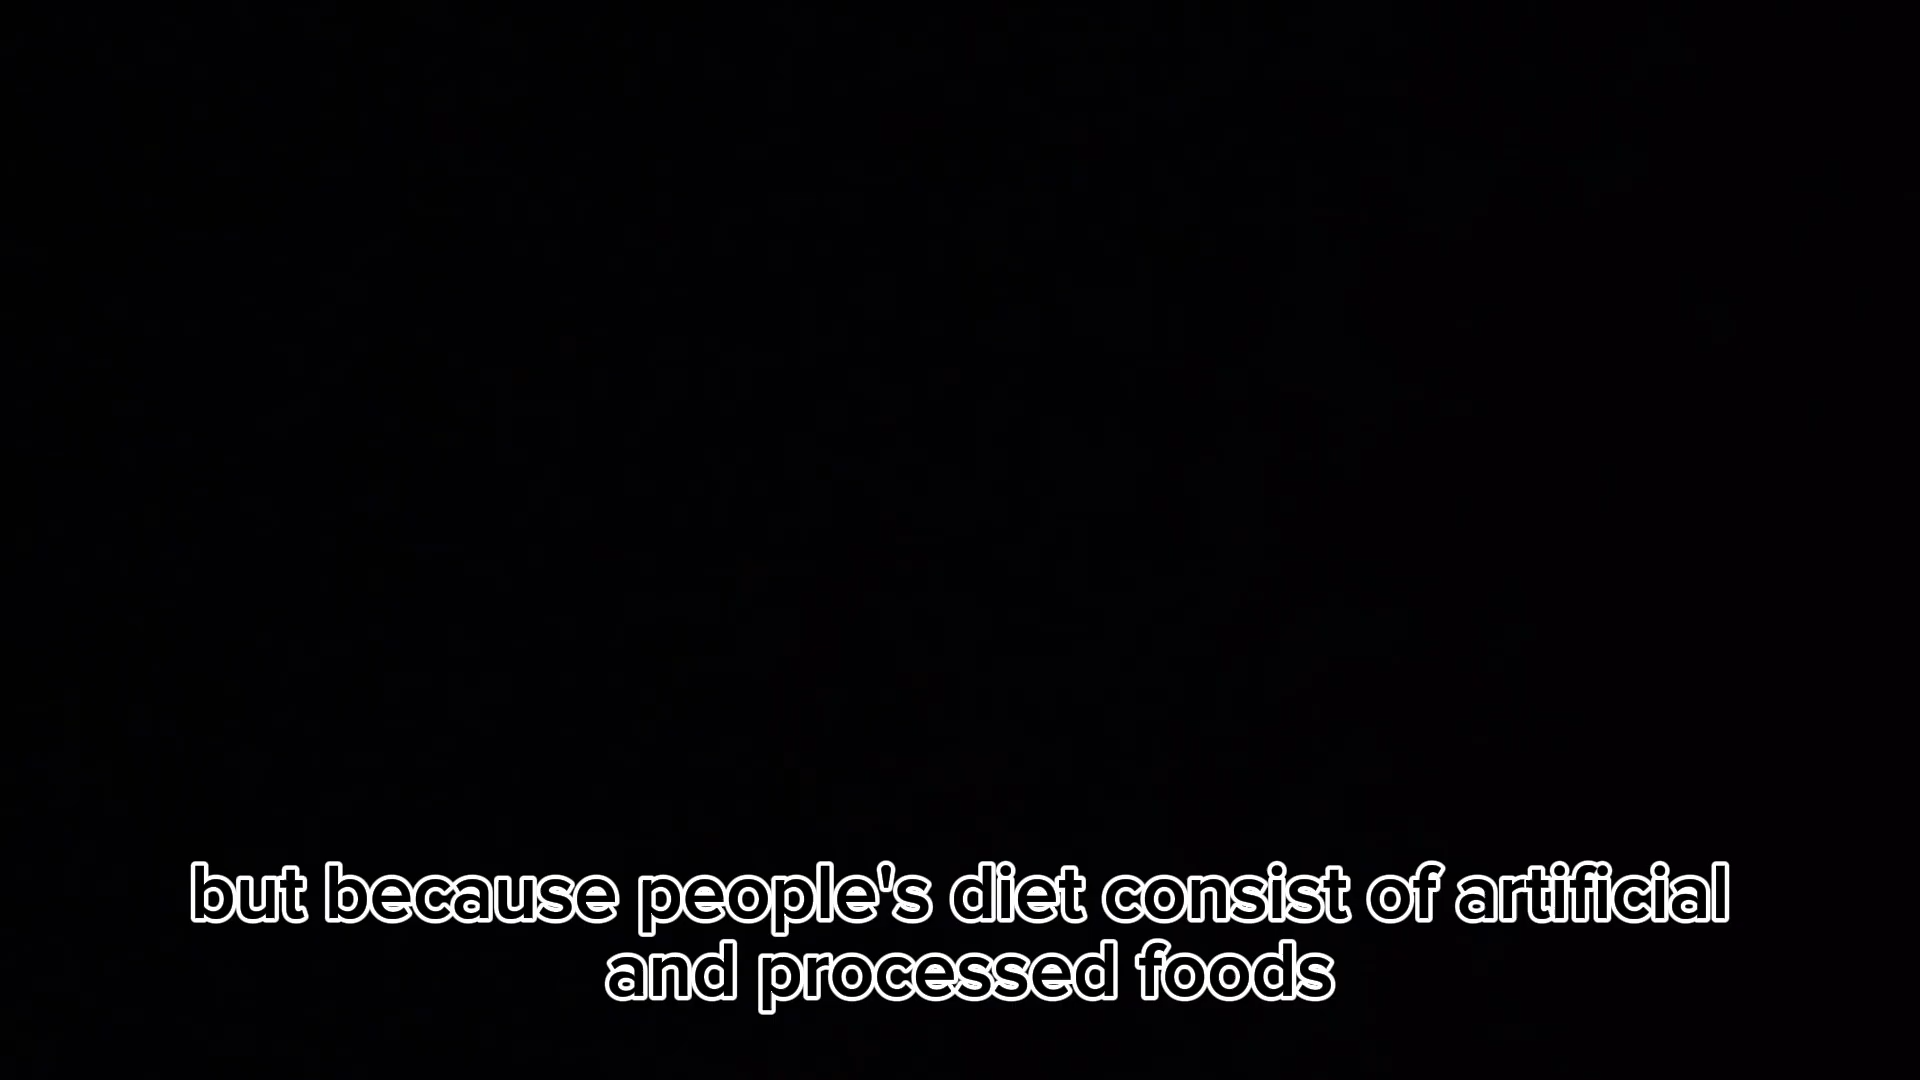 but because people's diet consist of artificial
and processed foods